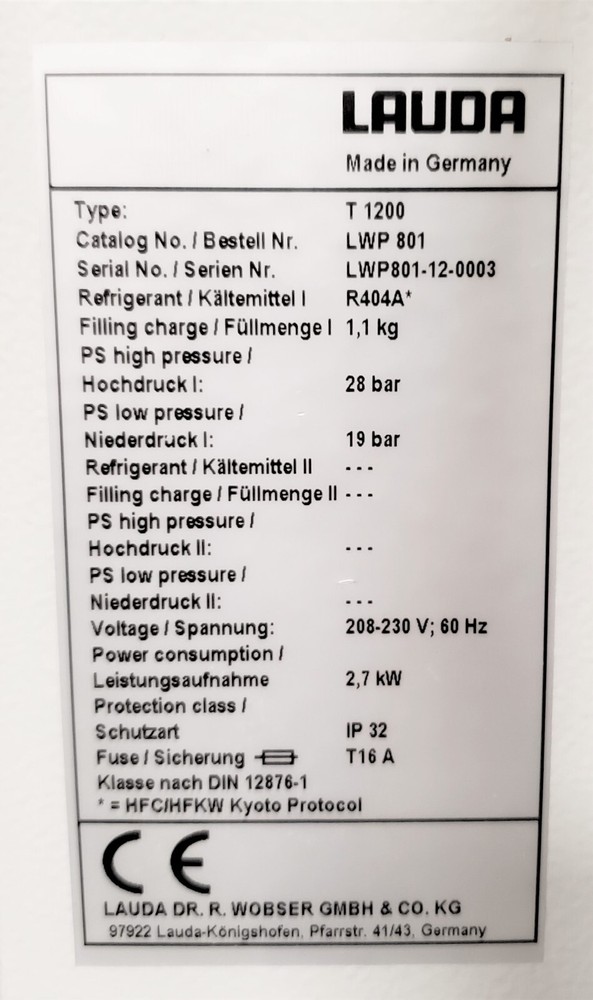 LAUDA
Made in Germany
Type: T 1200
Catalog No. / Bestell Nr. LWP 801
Serial No. / Serien Nr. LWP801-12-0003
Refrigerant / Kältemittel I R404A*
Filling charge / Füllmenge I 1,1 kg
PS high pressure /
Hochdruck I: 28 bar
PS low pressure /
Niederdruck I: 19 bar
Refrigerant / Kältemittel II ---
Filling charge / Füllmenge II ---
PS high pressure /
Hochdruck II: ---
PS low pressure /
Niederdruck II: ---
Voltage / Spannung: 208-230 V; 60 Hz
Power consumption /
Leistungsaufnahme 2,7 kW
Protection class /
Schutzart IP 32
Fuse / Sicherung T16 A
Klasse nach DIN 12876-1
* = HFC/HFKW Kyoto Protocol
CE
LAUDA DR. R. WOBSER GMBH & CO. KG
97922 Lauda-Königshofen, Pfarrstr. 41/43, Germany